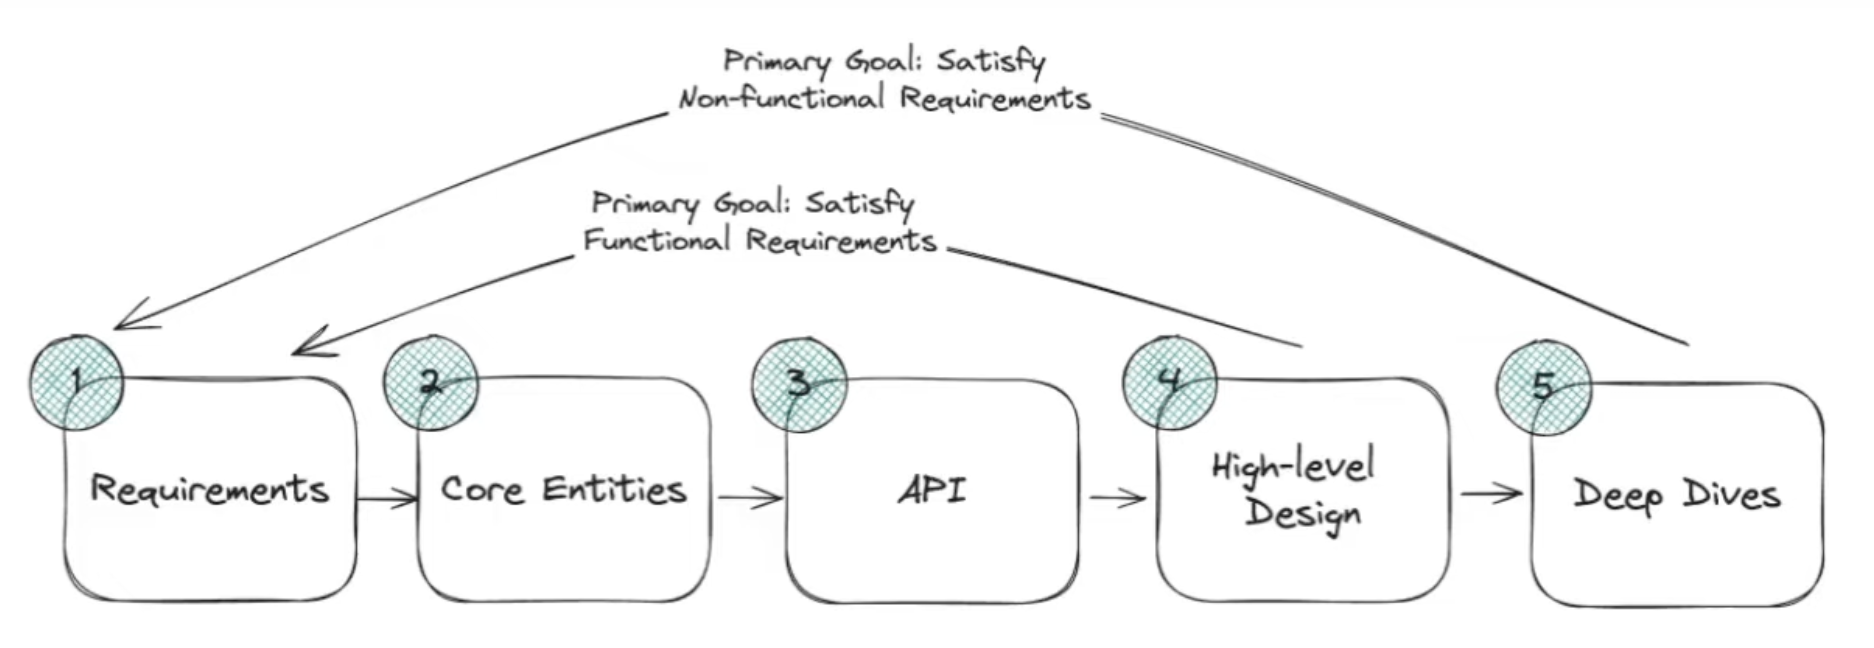 Primary Goal: Satisfy
Non-functional Requirements
Primary Goal: Satisfy
Functional Requirements
1
2
3
4
5
Requirements
Core Entities
API
High-level
Design
Deep Dives